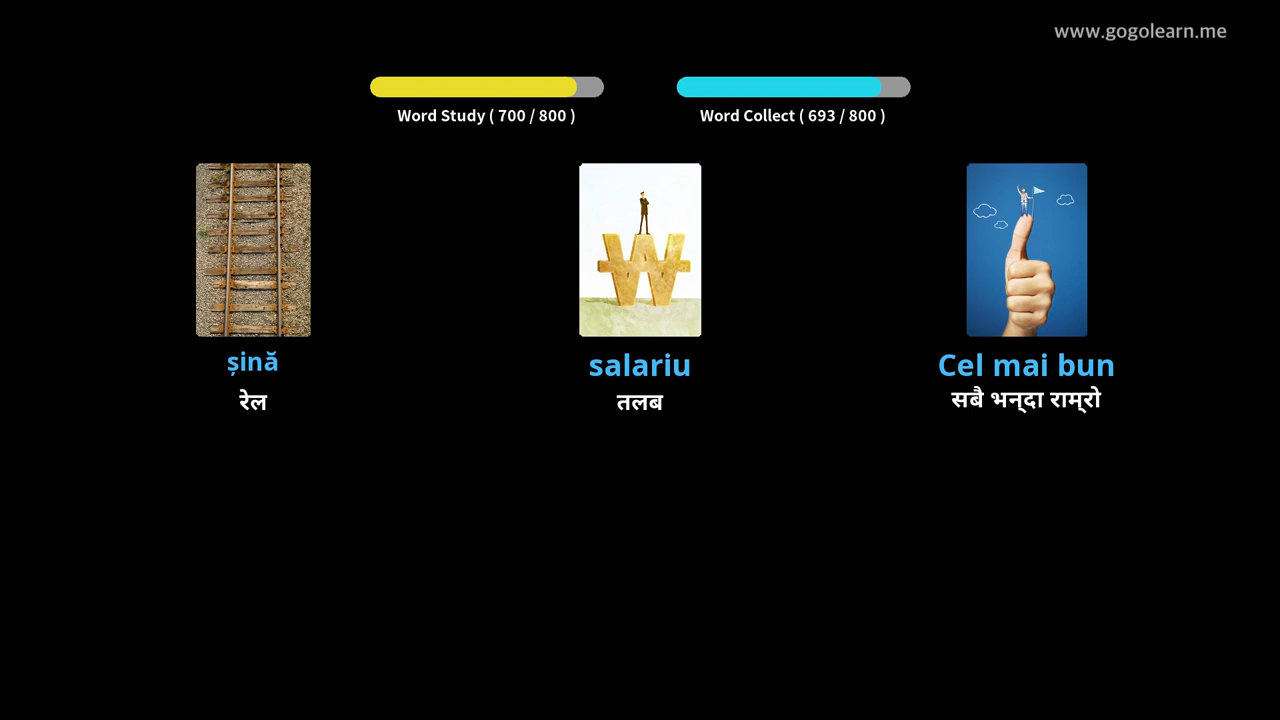 www.gogolearn.me
Word Study ( 700 / 800 )
Word Collect ( 693 / 800 )
șină
salariu
Cel mai bun
रेल
तलब
सबै भन्दा राम्रो